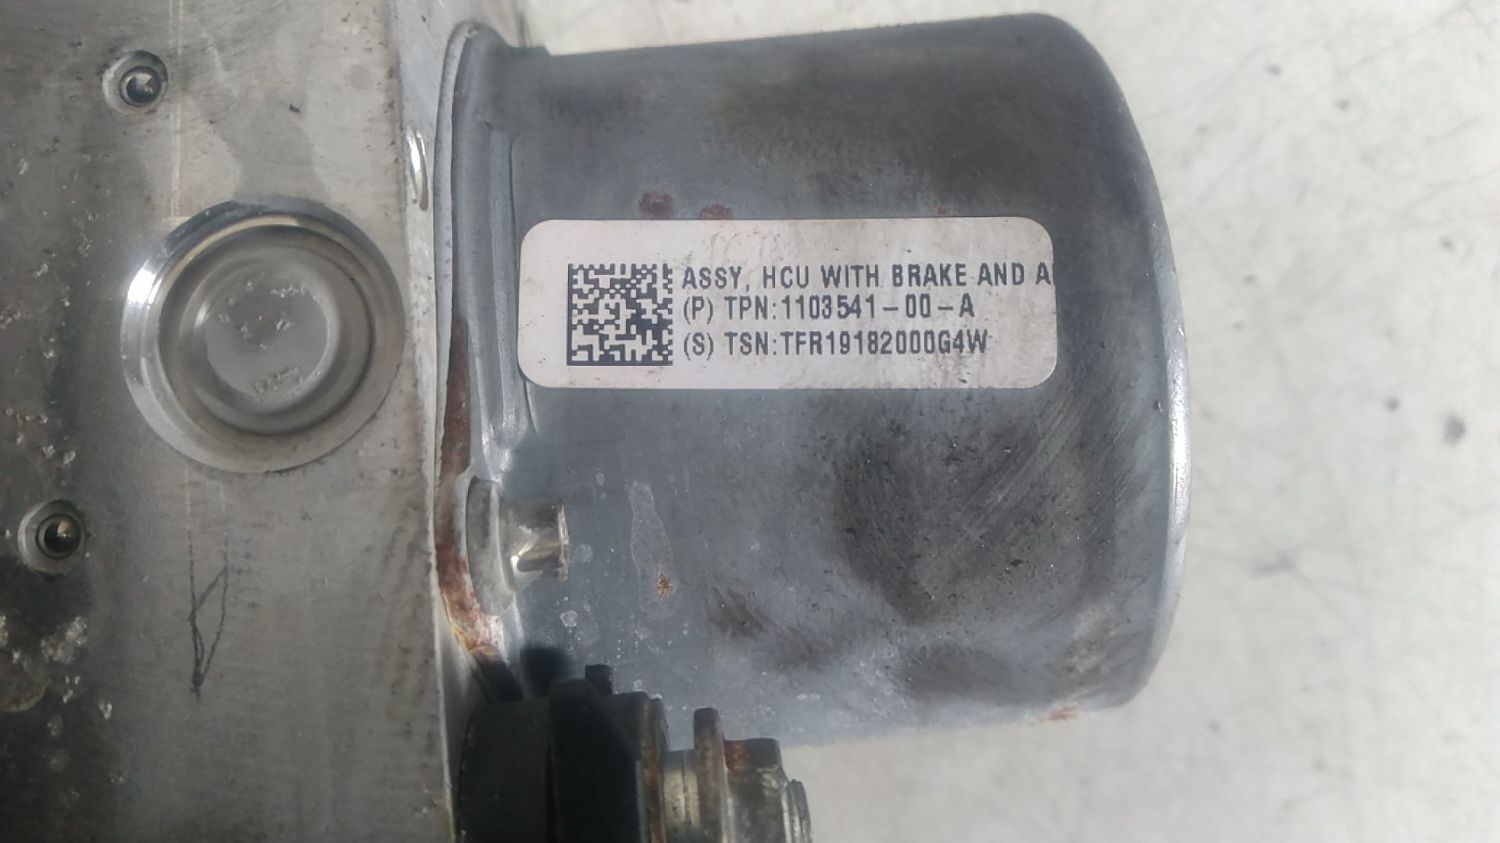 ASSY, HCU WITH BRAKE AND A
(P) TPN:1103541-00-A
(S) TSN:TFR19182000G4W